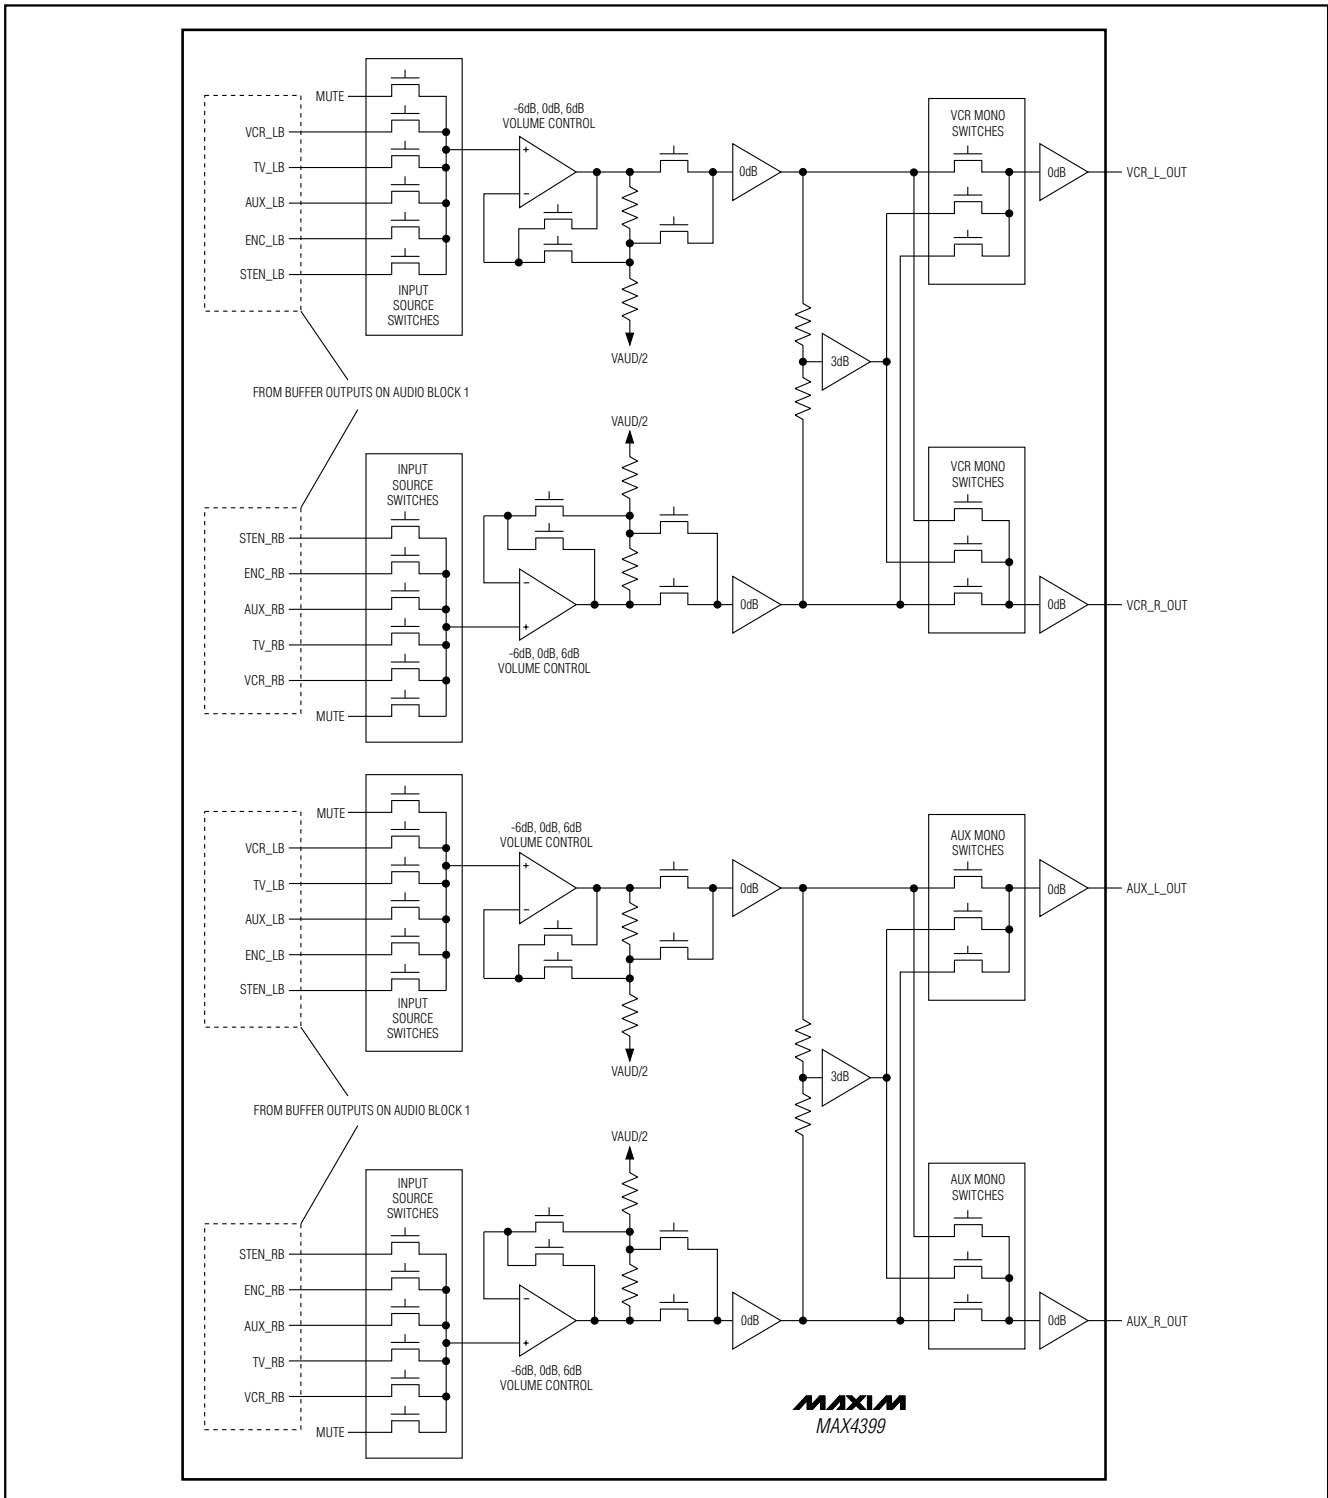 MUTE
VCR_LB
TV_LB
AUX_LB
ENC_LB
STEN_LB
INPUT
SOURCE
SWITCHES
-6dB, 0dB, 6dB
VOLUME CONTROL
+
−
VAUD/2
0dB
3dB
VCR MONO
SWITCHES
0dB
VCR_L_OUT
FROM BUFFER OUTPUTS ON AUDIO BLOCK 1
INPUT
SOURCE
SWITCHES
STEN_RB
ENC_RB
AUX_RB
TV_RB
VCR_RB
MUTE
VAUD/2
−
+
-6dB, 0dB, 6dB
VOLUME CONTROL
0dB
VCR MONO
SWITCHES
0dB
VCR_R_OUT
MUTE
VCR_LB
TV_LB
AUX_LB
ENC_LB
STEN_LB
INPUT
SOURCE
SWITCHES
-6dB, 0dB, 6dB
VOLUME CONTROL
+
−
VAUD/2
0dB
3dB
AUX MONO
SWITCHES
0dB
AUX_L_OUT
FROM BUFFER OUTPUTS ON AUDIO BLOCK 1
INPUT
SOURCE
SWITCHES
STEN_RB
ENC_RB
AUX_RB
TV_RB
VCR_RB
MUTE
VAUD/2
−
+
-6dB, 0dB, 6dB
VOLUME CONTROL
0dB
AUX MONO
SWITCHES
0dB
AUX_R_OUT
MAXIM
MAX4399